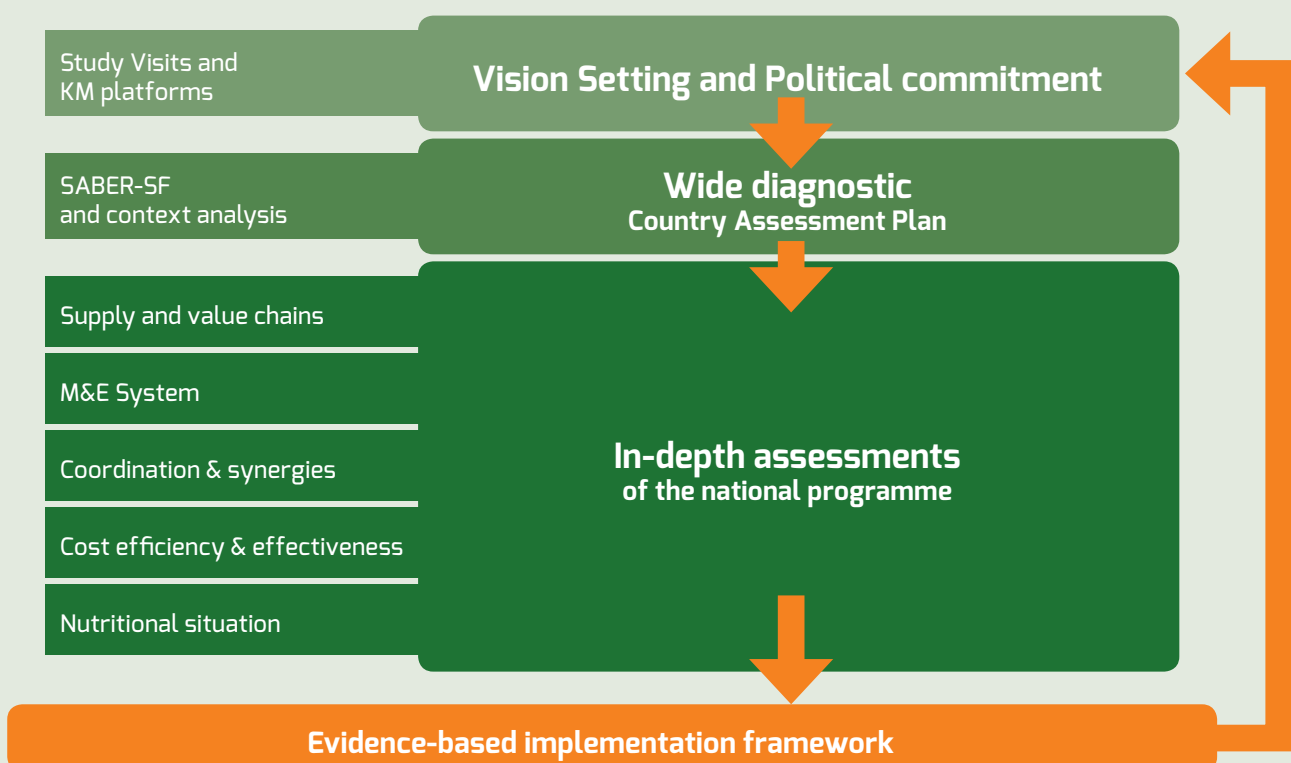 Study Visits and
KM platforms
Vision Setting and Political commitment
SABER-SF
and context analysis
Wide diagnostic
Country Assessment Plan
Supply and value chains
M&E System
Coordination & synergies
Cost efficiency & effectiveness
Nutritional situation
In-depth assessments
of the national programme
Evidence-based implementation framework